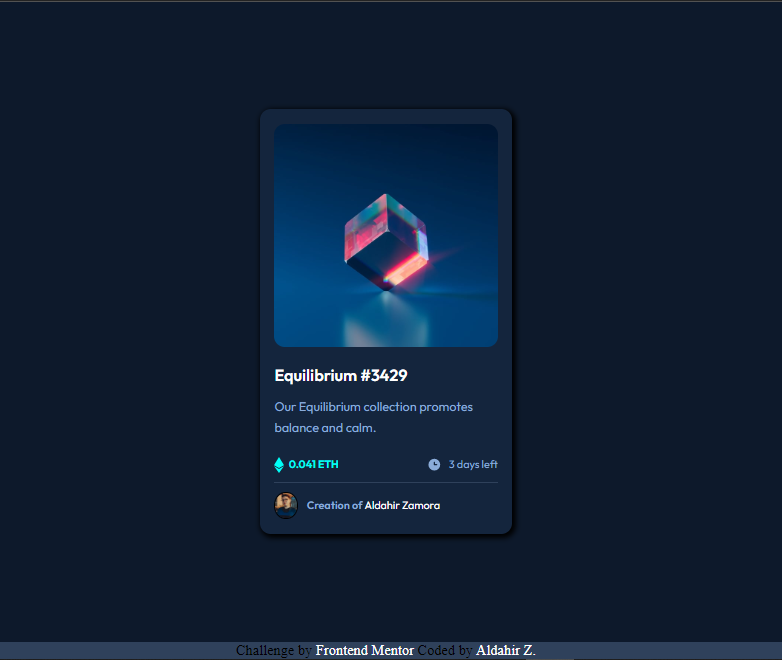 Equilibrium #3429
Our Equilibrium collection promotes
balance and calm.
0.041 ETH 3 days left
Creation of Aldahir Zamora
Challenge by Frontend Mentor Coded by Aldahir Z.